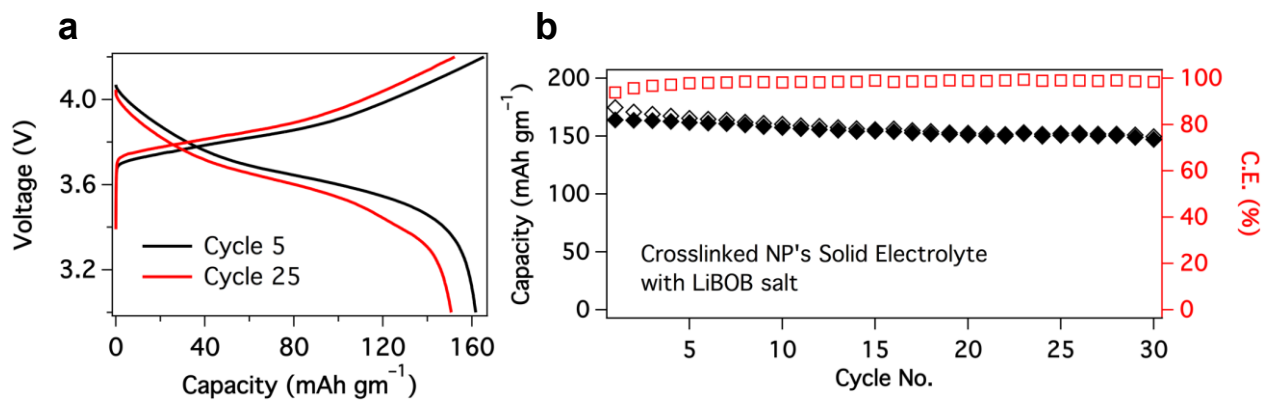 a
b
Voltage (V)
4.0
3.6
3.2
Cycle 5
Cycle 25
0
40
80
120
160
Capacity (mAh gm⁻¹)
Capacity (mAh gm⁻¹)
200
150
100
50
0
Crosslinked NP's Solid Electrolyte
with LiBOB salt
5
10
15
20
25
30
Cycle No.
100
80
60
40
20
0
C.E. (%)